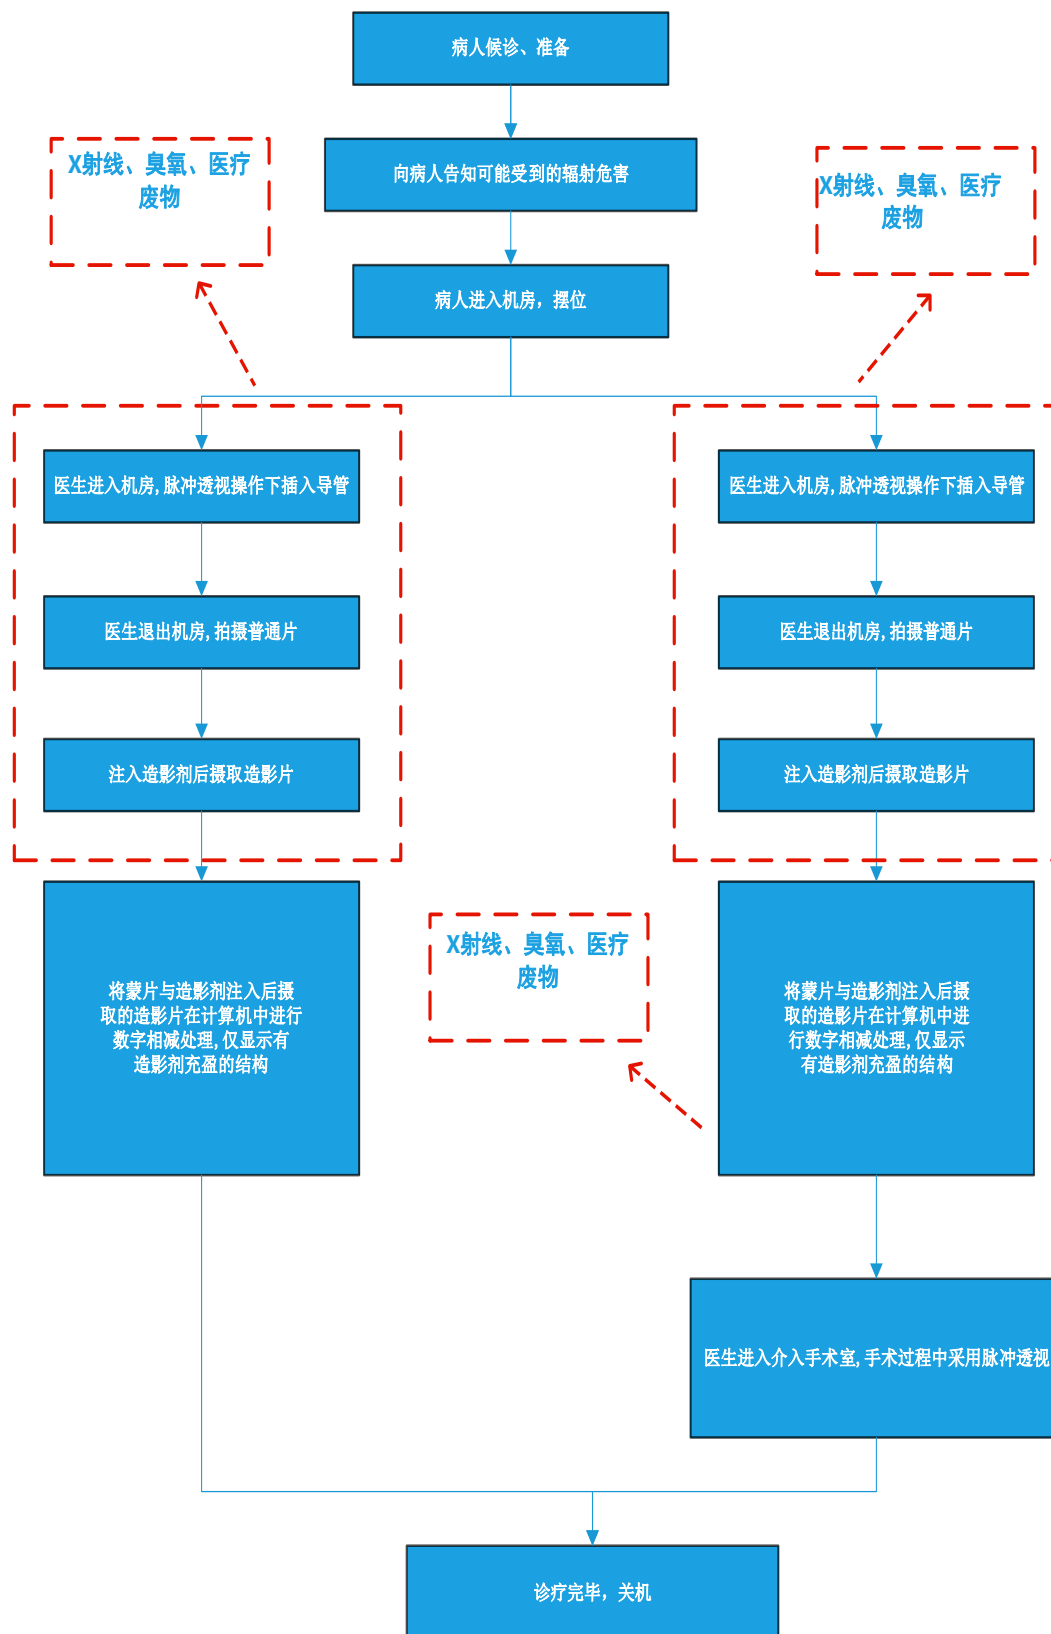 病人候诊、准备
向病人告知可能受到的辐射危害
病人进入机房，摆位
X射线、臭氧、医疗
废物
X射线、臭氧、医疗
废物
医生进入机房,脉冲透视操作下插入导管
医生退出机房,拍摄普通片
注入造影剂后摄取造影片
将蒙片与造影剂注入后摄
取的造影片在计算机中进行
数字相减处理,仅显示有
造影剂充盈的结构
医生进入机房,脉冲透视操作下插入导管
医生退出机房,拍摄普通片
注入造影剂后摄取造影片
将蒙片与造影剂注入后摄
取的造影片在计算机中进
行数字相减处理,仅显示
有造影剂充盈的结构
X射线、臭氧、医疗
废物
医生进入介入手术室,手术过程中采用脉冲透视
诊疗完毕，关机